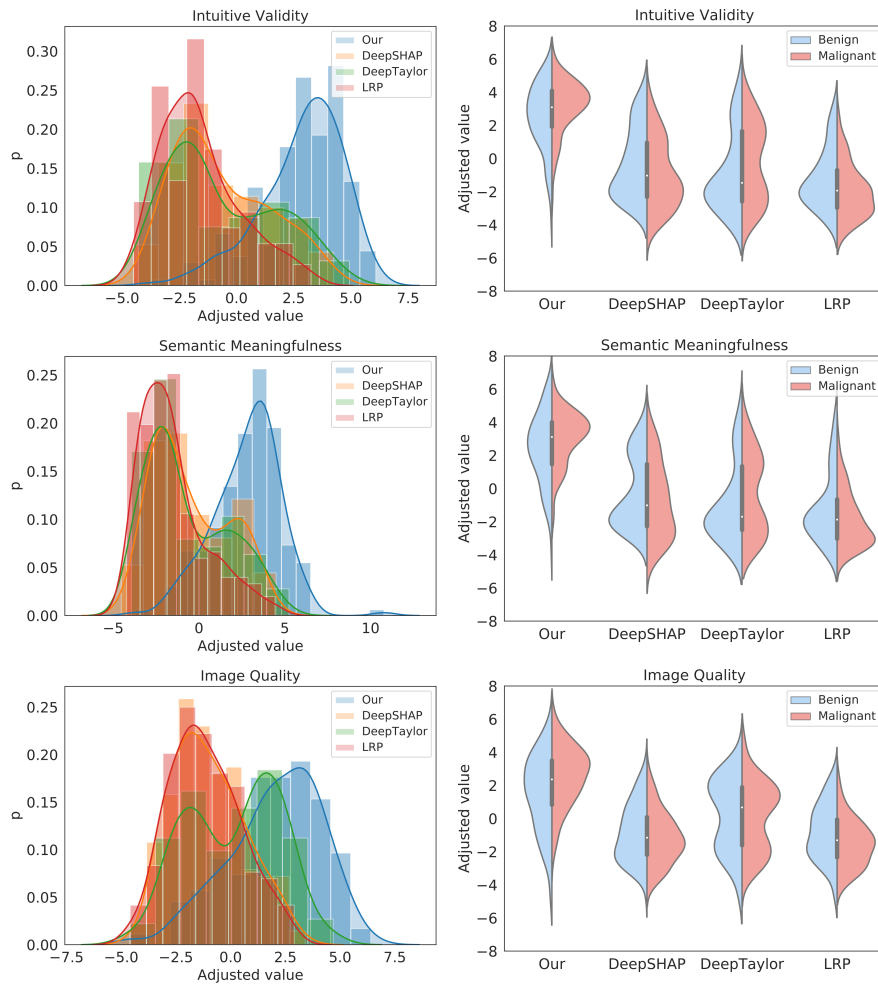 Intuitive Validity
0.30
0.25
0.20
0.15
0.10
0.05
0.00
p
Our
DeepSHAP
DeepTaylor
LRP
−5.0 −2.5 0.0 2.5 5.0 7.5
Adjusted value
Intuitive Validity
8
6
4
2
0
−2
−4
−6
−8
Adjusted value
Benign
Malignant
Our DeepSHAP DeepTaylor LRP
Semantic Meaningfulness
0.25
0.20
0.15
0.10
0.05
0.00
p
Our
DeepSHAP
DeepTaylor
LRP
−5 0 5 10
Adjusted value
Semantic Meaningfulness
8
6
4
2
0
−2
−4
−6
−8
Adjusted value
Benign
Malignant
Our DeepSHAP DeepTaylor LRP
Image Quality
0.25
0.20
0.15
0.10
0.05
0.00
p
Our
DeepSHAP
DeepTaylor
LRP
−7.5 −5.0 −2.5 0.0 2.5 5.0 7.5
Adjusted value
Image Quality
8
6
4
2
0
−2
−4
−6
−8
Adjusted value
Benign
Malignant
Our DeepSHAP DeepTaylor LRP